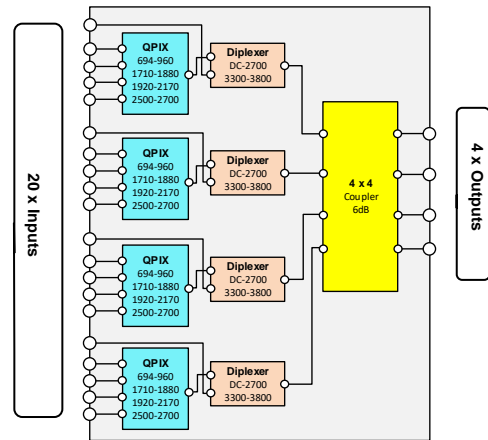 20 x Inputs
QPIX
694-960
1710-1880
1920-2170
2500-2700
Diplexer
DC-2700
3300-3800
QPIX
694-960
1710-1880
1920-2170
2500-2700
Diplexer
DC-2700
3300-3800
QPIX
694-960
1710-1880
1920-2170
2500-2700
Diplexer
DC-2700
3300-3800
QPIX
694-960
1710-1880
1920-2170
2500-2700
Diplexer
DC-2700
3300-3800
4 x 4
Coupler
6dB
4 x Outputs